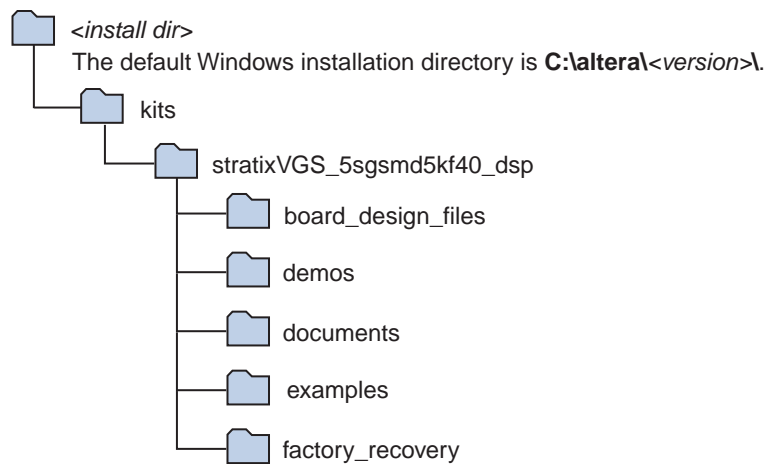 <install dir>
The default Windows installation directory is C:\altera\<version>\.
kits
stratixVGS_5sgsmd5kf40_dsp
board_design_files
demos
documents
examples
factory_recovery